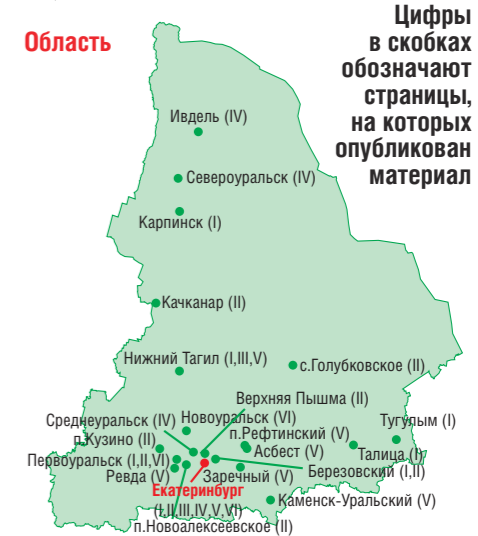 Область
Цифры
в скобках
обозначают
страницы,
на которых
опубликован
материал
Ивдель (IV)
Североуральск (IV)
Карпинск (I)
Качканар (II)
Нижний Тагил (I,III,V)
с.Голубковское (II)
Верхняя Пышма (II)
Среднеуральск (IV)
Новоуральск (VI)
Тугулым (I)
п.Кузино (II)
п.Рефтинский (V)
Асбест (V)
Талица (I)
Первоуральск (I,II,VI)
Березовский (I,II)
Ревда (V)
Заречный (V)
Екатеринбург
(I,II,III,IV,V,VI)
Каменск-Уральский (V)
п.Новоалексеевское (II)